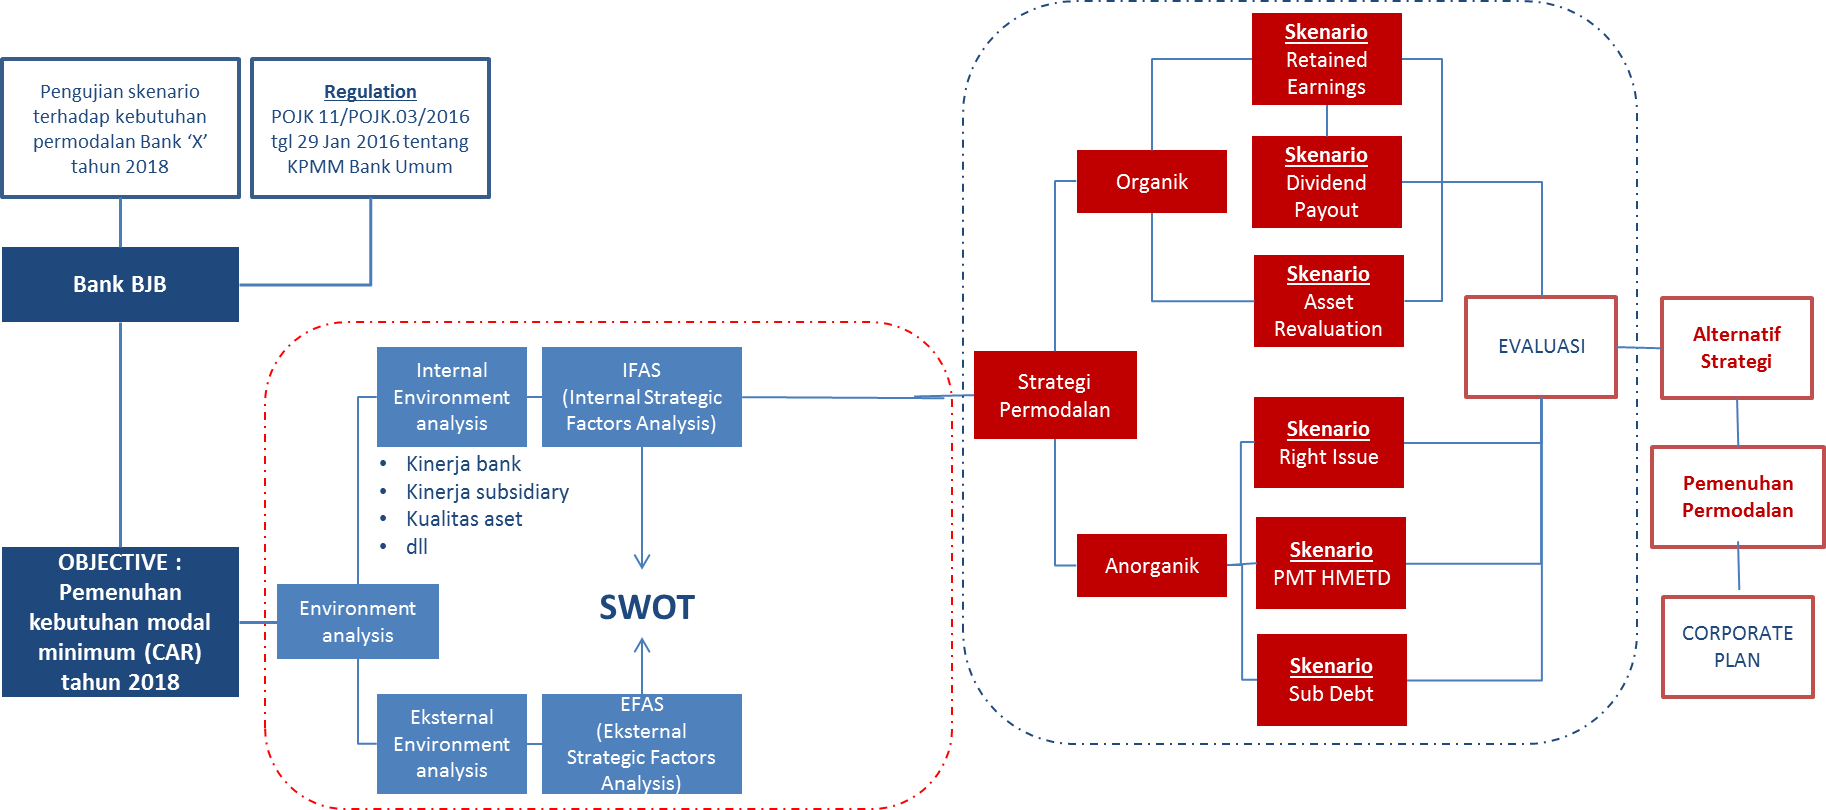 Pengujian skenario
terhadap kebutuhan
permodalan Bank ‘X’
tahun 2018
Regulation
POJK 11/POJK.03/2016
tgl 29 Jan 2016 tentang
KPMM Bank Umum
Bank BJB
OBJECTIVE :
Pemenuhan
kebutuhan modal
minimum (CAR)
tahun 2018
Environment
analysis
Internal
Environment
analysis
IFAS
(Internal Strategic
Factors Analysis)
• Kinerja bank
• Kinerja subsidiary
• Kualitas aset
• dll
SWOT
Eksternal
Environment
analysis
EFAS
(Eksternal
Strategic Factors
Analysis)
Strategi
Permodalan
Organik
Skenario
Retained
Earnings
Skenario
Dividend
Payout
Skenario
Asset
Revaluation
Anorganik
Skenario
Right Issue
Skenario
PMT HMETD
Skenario
Sub Debt
EVALUASI
Alternatif
Strategi
Pemenuhan
Permodalan
CORPORATE
PLAN